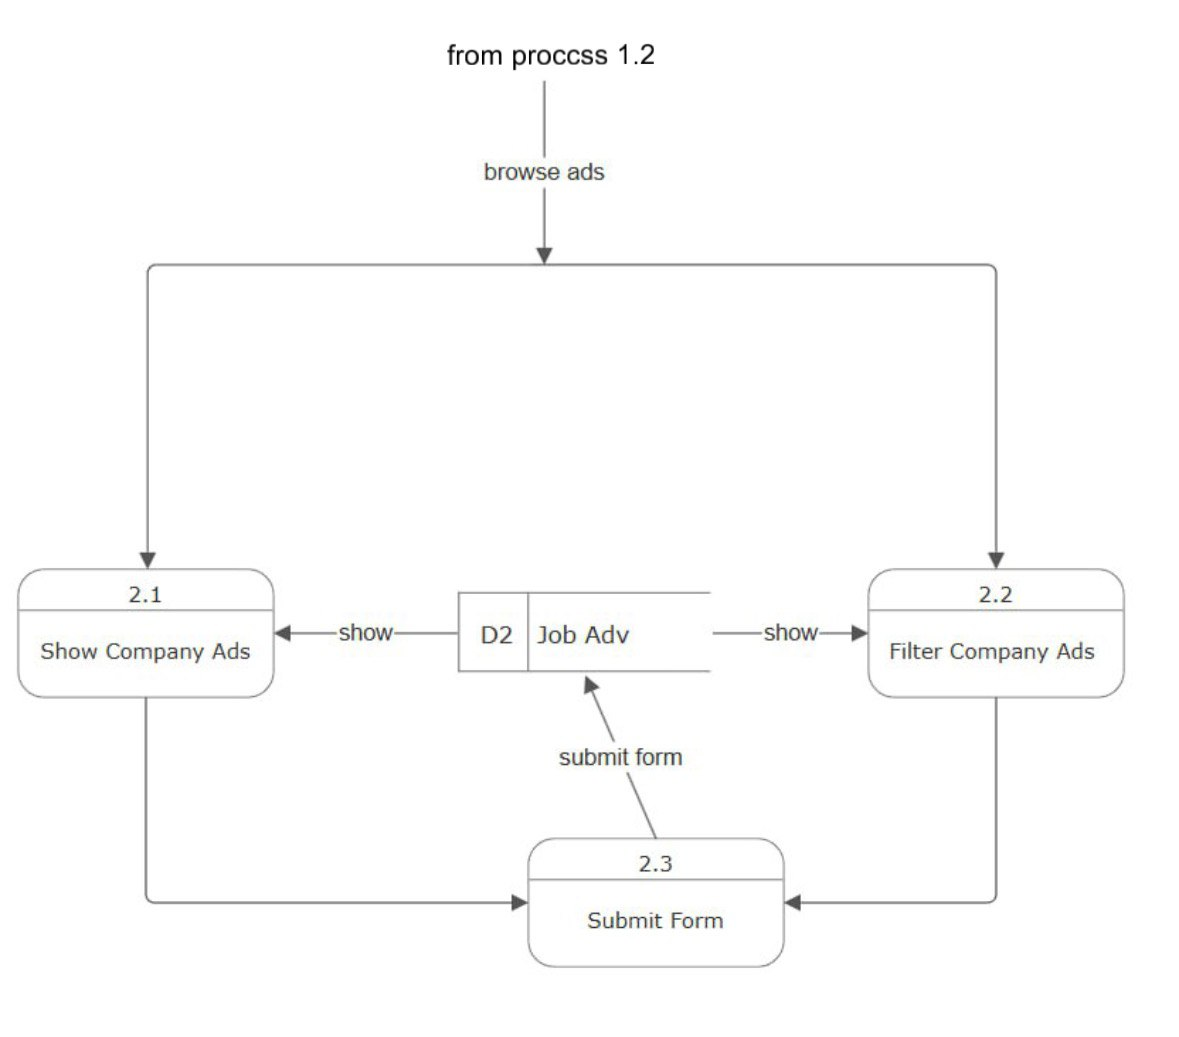 from proccss 1.2
browse ads
2.1
Show Company Ads
show
D2
Job Adv
show
2.2
Filter Company Ads
submit form
2.3
Submit Form